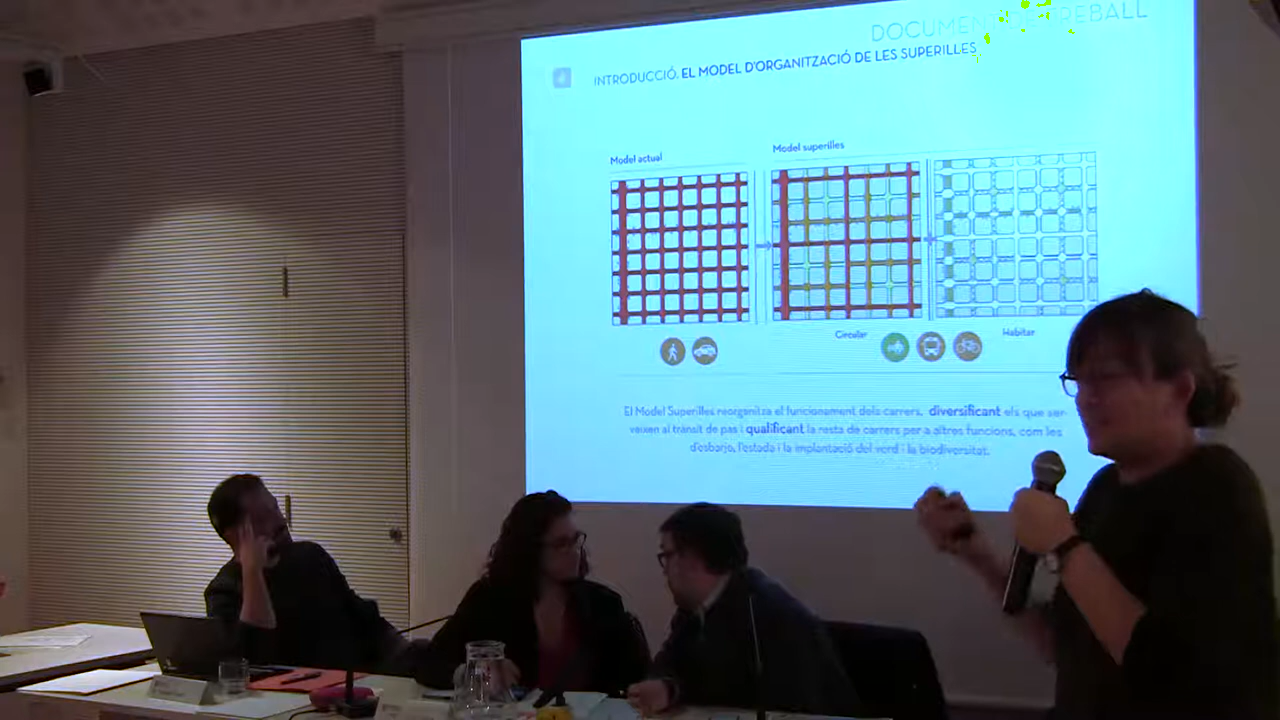 DOCUMENT DE TREBALL
INTRODUCCIÓ. EL MODEL D'ORGANITZACIÓ DE LES SUPERILLES
Model actual
Model superilles
Circular
Habitar
El Model Superilles reorganitza el funcionament dels carrers, diversificant els que ser-
veixen al trànsit de pas i qualificant la resta de carrers per a altres funcions, com les
d'esbarjo, l'estada i la implantació del verd i la biodiversitat.